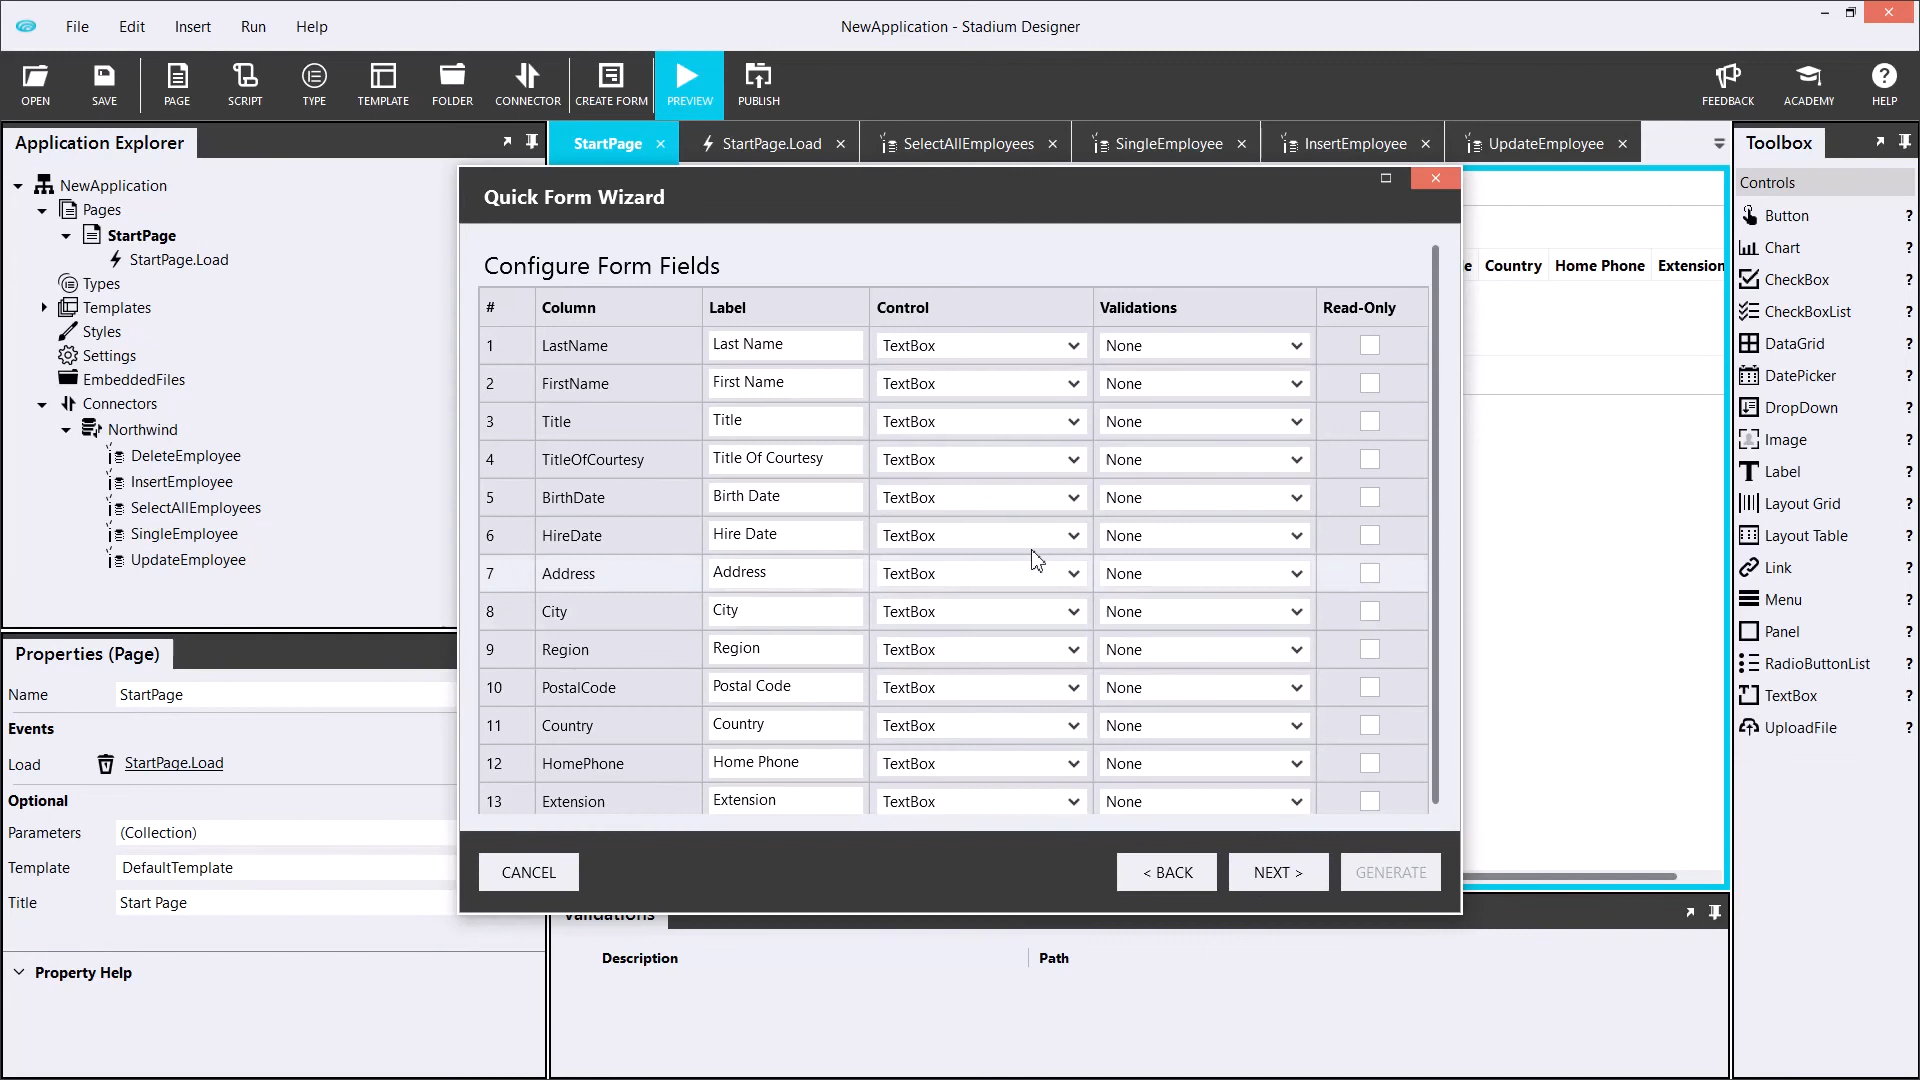 File Edit Insert Run Help
NewApplication - Stadium Designer
OPEN SAVE PAGE SCRIPT TYPE TEMPLATE FOLDER CONNECTOR CREATE FORM PREVIEW PUBLISH FEEDBACK ACADEMY HELP
Application Explorer
StartPage StartPage.Load SelectAllEmployees SingleEmployee InsertEmployee UpdateEmployee
Toolbox
NewApplication
Pages
StartPage
StartPage.Load
Types
Templates
Styles
Settings
EmbeddedFiles
Connectors
Northwind
DeleteEmployee
InsertEmployee
SelectAllEmployees
SingleEmployee
UpdateEmployee
Properties (Page)
Name StartPage
Events
Load StartPage.Load
Optional
Parameters (Collection)
Template DefaultTemplate
Title Start Page
Property Help
Quick Form Wizard
Configure Form Fields
# Column Label Control Validations Read-Only
1 LastName Last Name TextBox None
2 FirstName First Name TextBox None
3 Title Title TextBox None
4 TitleOfCourtesy Title Of Courtesy TextBox None
5 BirthDate Birth Date TextBox None
6 HireDate Hire Date TextBox None
7 Address Address TextBox None
8 City City TextBox None
9 Region Region TextBox None
10 PostalCode Postal Code TextBox None
11 Country Country TextBox None
12 HomePhone Home Phone TextBox None
13 Extension Extension TextBox None
CANCEL < BACK NEXT > GENERATE
e Country Home Phone Extension
Validations
Description Path
Controls
Button ?
Chart ?
CheckBox ?
CheckBoxList ?
DataGrid ?
DatePicker ?
DropDown ?
Image ?
Label ?
Layout Grid ?
Layout Table ?
Link ?
Menu ?
Panel ?
RadioButtonList ?
TextBox ?
UploadFile ?